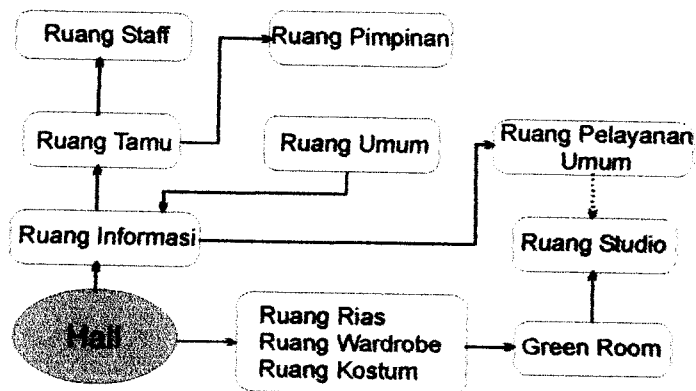 Ruang Staff
Ruang Pimpinan
Ruang Tamu
Ruang Umum
Ruang Pelayanan
Umum
Ruang Informasi
Ruang Studio
Hall
Ruang Rias
Ruang Wardrobe
Ruang Kostum
Green Room